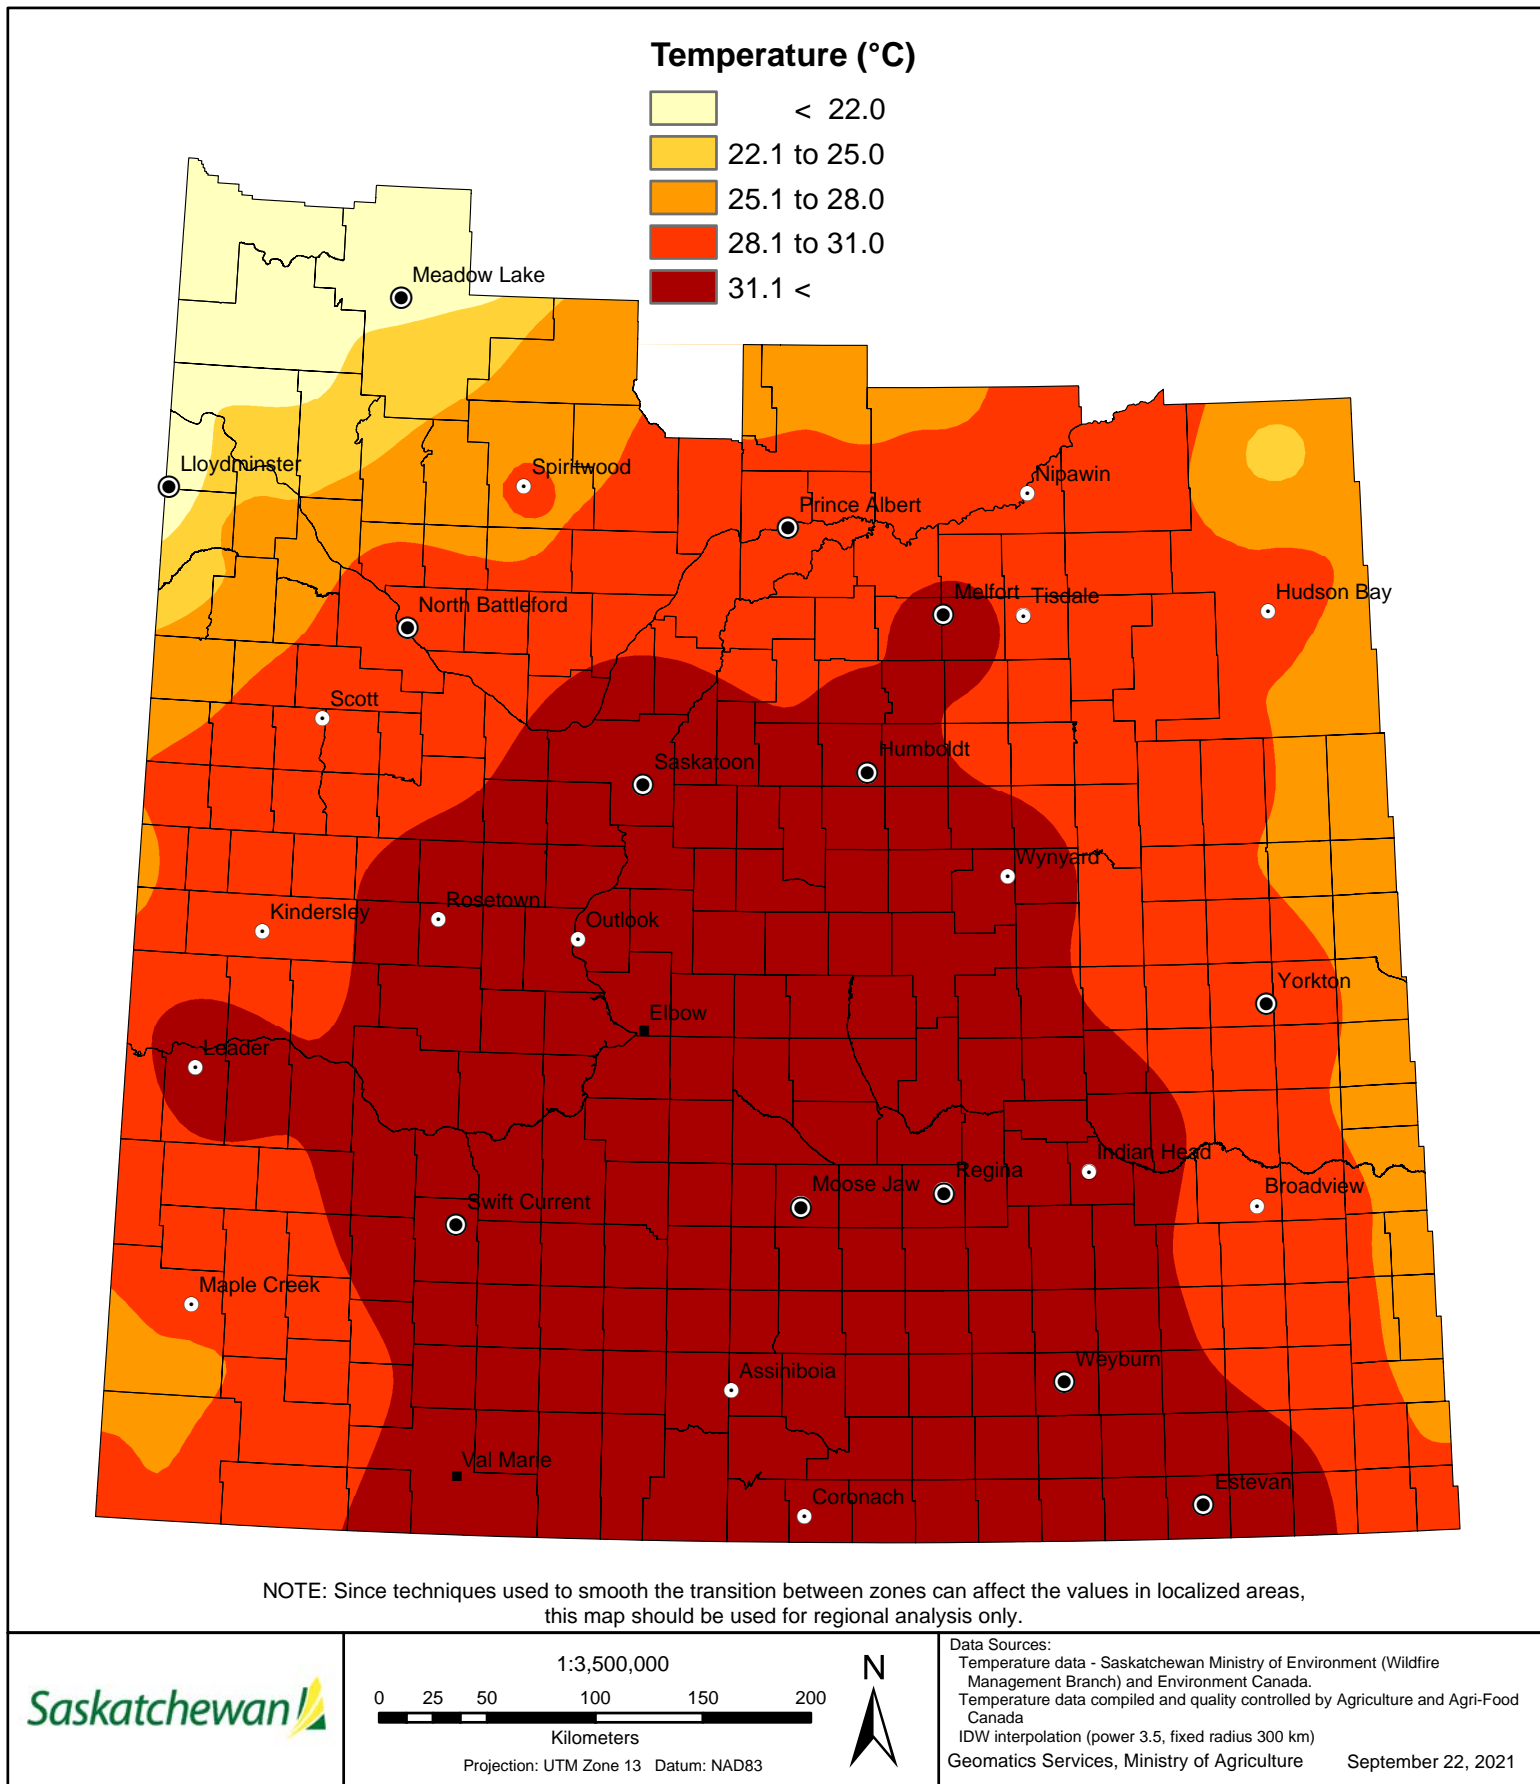 Temperature (°C)
< 22.0
22.1 to 25.0
25.1 to 28.0
28.1 to 31.0
31.1 <
Meadow Lake
Lloydminster
Spiritwood
Nipawin
Prince Albert
North Battleford
Melfort
Tisdale
Hudson Bay
Scott
Saskatoon
Humboldt
Wynyard
Kindersley
Rosetown
Outlook
Yorkton
Elbow
Leader
Indian Head
Regina
Moose Jaw
Broadview
Swift Current
Maple Creek
Weyburn
Assiniboia
Val Marie
Estevan
Coronach
NOTE: Since techniques used to smooth the transition between zones can affect the values in localized areas,
this map should be used for regional analysis only.
Saskatchewan
1:3,500,000
0 25 50 100 150 200
Kilometers
Projection: UTM Zone 13 Datum: NAD83
N
Data Sources:
Temperature data - Saskatchewan Ministry of Environment (Wildfire
Management Branch) and Environment Canada.
Temperature data compiled and quality controlled by Agriculture and Agri-Food
Canada
IDW interpolation (power 3.5, fixed radius 300 km)
Geomatics Services, Ministry of Agriculture September 22, 2021